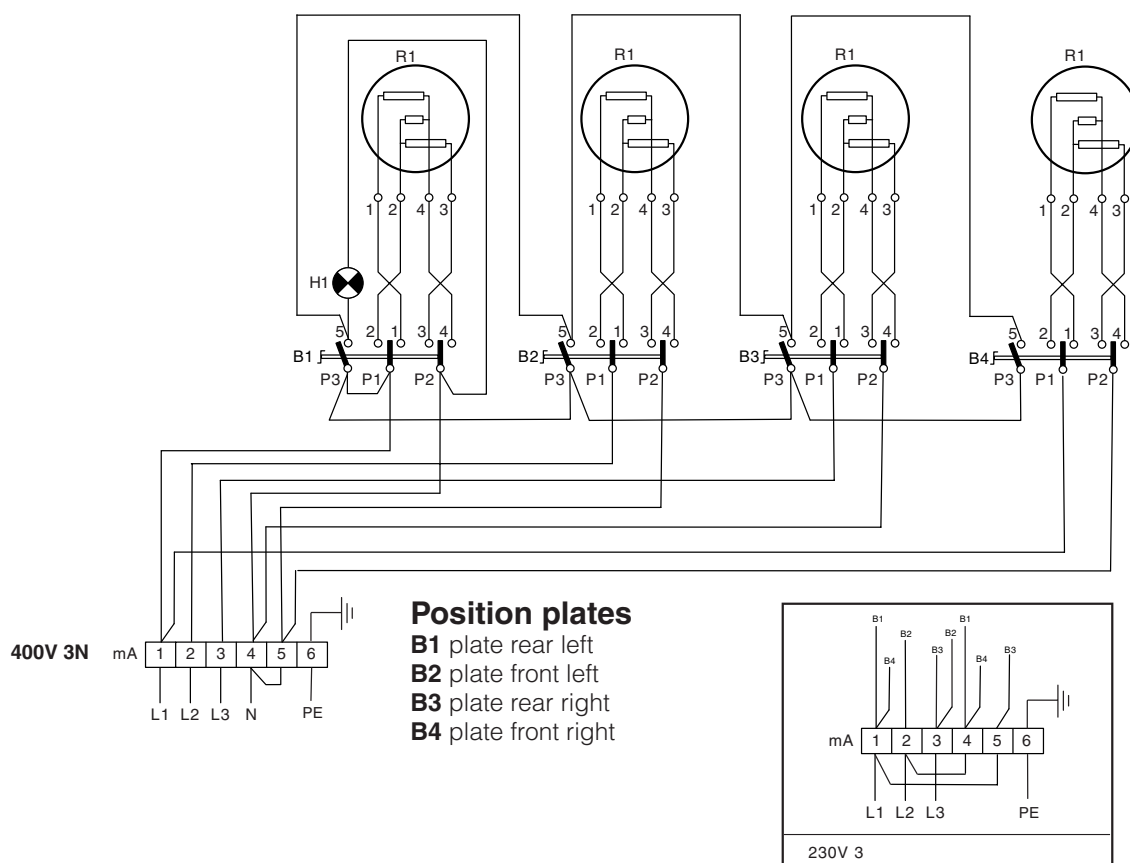 R1 R1 R1 R1
1 2 4 3 1 2 4 3 1 2 4 3 1 2 4 3
H1
5 2 1 3 4 5 2 1 3 4 5 2 1 3 4 5 2 1 3 4
B1 B2 B3 B4
P3 P1 P2 P3 P1 P2 P3 P1 P2 P3 P1 P2
400V 3N mA 1 2 3 4 5 6
L1 L2 L3 N PE
Position plates
B1 plate rear left
B2 plate front left
B3 plate rear right
B4 plate front right
B1 B2 B3 B2 B1 B3
B4 B4
mA 1 2 3 4 5 6
L1 L2 L3 PE
230V 3